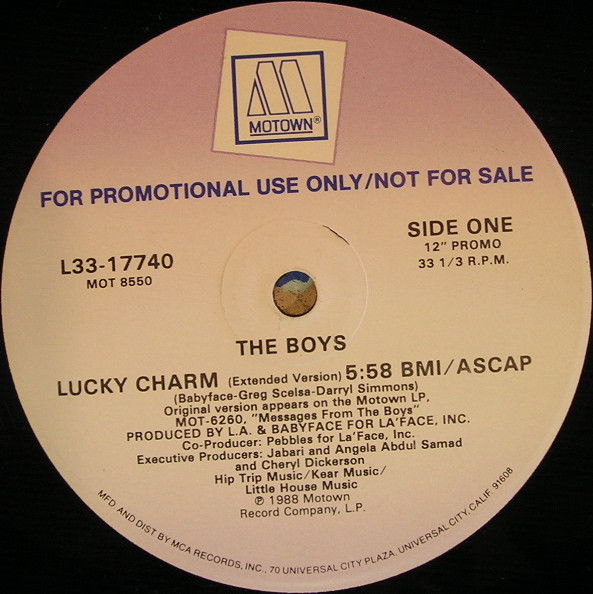 MOTOWN®
FOR PROMOTIONAL USE ONLY/NOT FOR SALE
L33-17740
MOT 8550
SIDE ONE
12" PROMO
33 1/3 R.P.M.
THE BOYS
LUCKY CHARM (Extended Version) 5:58 BMI/ASCAP
(Babyface-Greg Scelsa-Darryl Simmons)
Original version appears on the Motown LP,
MOT-6260, "Messages From The Boys"
PRODUCED BY L.A. & BABYFACE FOR LA'FACE, INC.
Co-Producer: Pebbles for La'Face, Inc.
Executive Producers: Jabari and Angela Abdul Samad
and Cheryl Dickerson
Hip Trip Music/Kear Music/
Little House Music
℗ 1988 Motown
Record Company, L.P.
MFD AND DIST BY MCA RECORDS, INC., 70 UNIVERSAL CITY PLAZA, UNIVERSAL CITY, CALIF. 91608